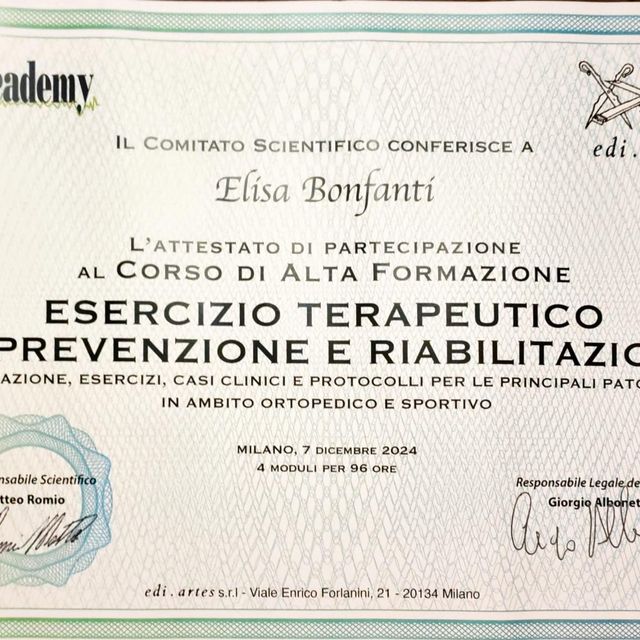 eademy
edi.
IL COMITATO SCIENTIFICO CONFERISCE A
Elisa Bonfanti
L'ATTESTATO DI PARTECIPAZIONE
AL CORSO DI ALTA FORMAZIONE
ESERCIZIO TERAPEUTICO
PREVENZIONE E RIABILITAZIO
AZIONE, ESERCIZI, CASI CLINICI E PROTOCOLLI PER LE PRINCIPALI PATO
IN AMBITO ORTOPEDICO E SPORTIVO
MILANO, 7 DICEMBRE 2024
4 MODULI PER 96 ORE
nsabile Scientifico
tteo Romio
Responsabile Legale de
Giorgio Albonet
edi.artes s.r.l - Viale Enrico Forlanini, 21 - 20134 Milano